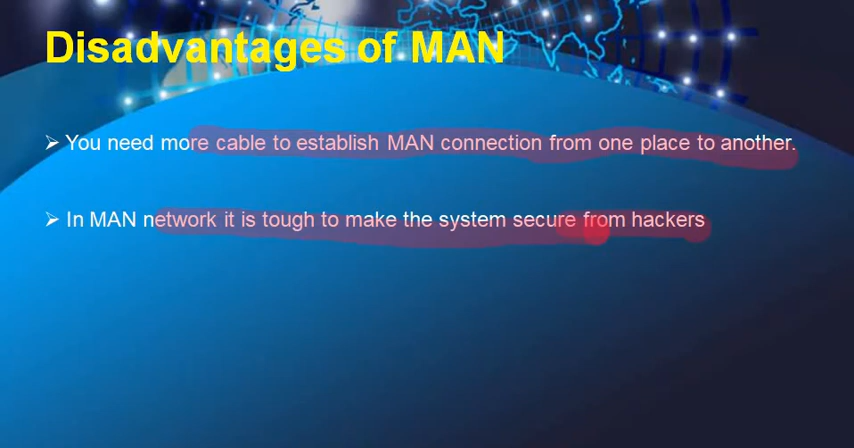 Disadvantages of MAN
➢ You need more cable to establish MAN connection from one place to another.
➢ In MAN network it is tough to make the system secure from hackers